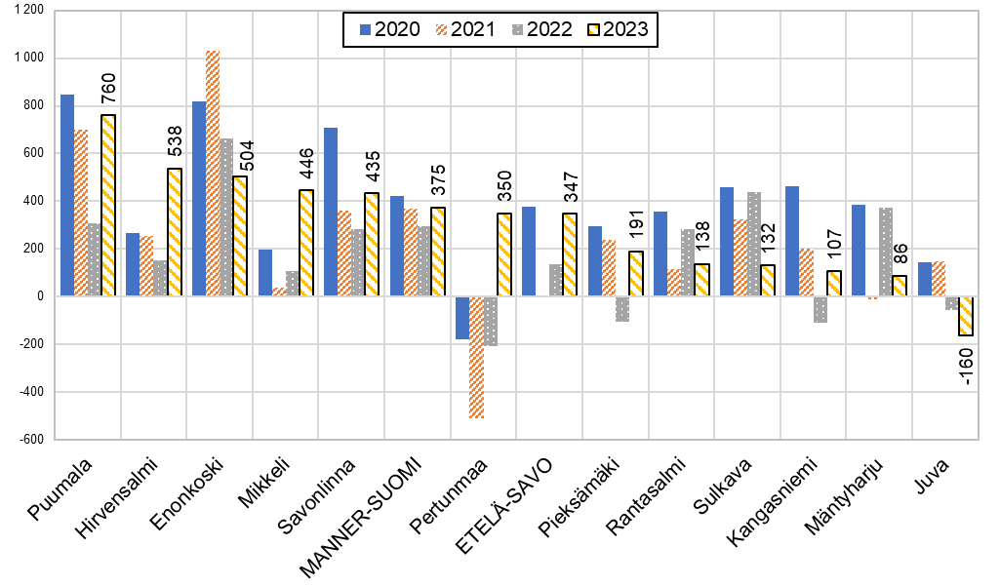 1 200
1 000
800
600
400
200
0
-200
-400
-600
2020 2021 2022 2023
760
538
504
446
435
375
350
347
191
138
132
107
86
-160
Puumala
Hirvensalmi
Enonkoski
Mikkeli
Savonlinna
MANNER-SUOMI
Pertunmaa
ETELÄ-SAVO
Pieksämäki
Rantasalmi
Sulkava
Kangasniemi
Mäntyharju
Juva